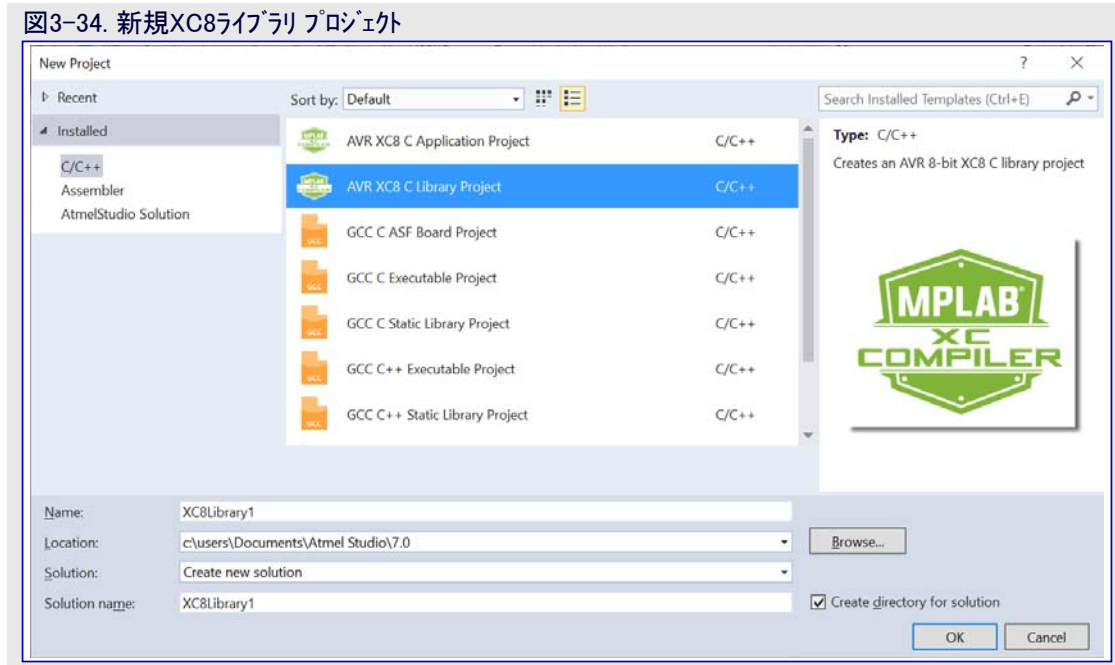 図3-34. 新規XC8ﾗｲﾌﾞﾗﾘ ﾌﾟﾛｼﾞｪｸﾄ
New Project
? ×
Recent
Sort by: Default
Search Installed Templates (Ctrl+E)
Installed
C/C++
Assembler
AtmelStudio Solution
AVR XC8 C Application Project C/C++
AVR XC8 C Library Project C/C++
GCC C ASF Board Project C/C++
GCC C Executable Project C/C++
GCC C Static Library Project C/C++
GCC C++ Executable Project C/C++
GCC C++ Static Library Project C/C++
Type: C/C++
Creates an AVR 8-bit XC8 C library project
MPLAB®
XC
COMPILER
Name: XC8Library1
Location: c:\users\Documents\Atmel Studio\7.0
Browse...
Solution: Create new solution
Solution name: XC8Library1
Create directory for solution
OK Cancel